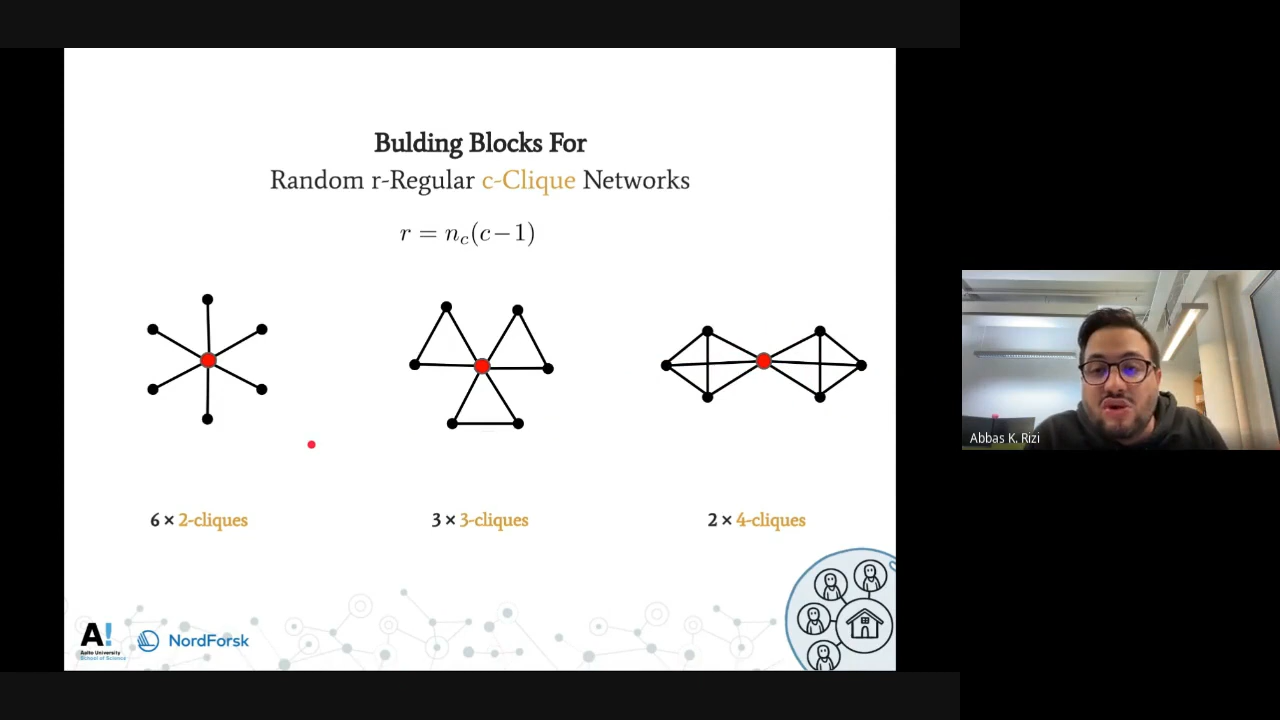 Bulding Blocks For
Random r-Regular c-Clique Networks
r = n_c(c−1)
6 × 2-cliques
3 × 3-cliques
2 × 4-cliques
A!
Aalto University
School of Science
NordForsk
Abbas K. Rizi